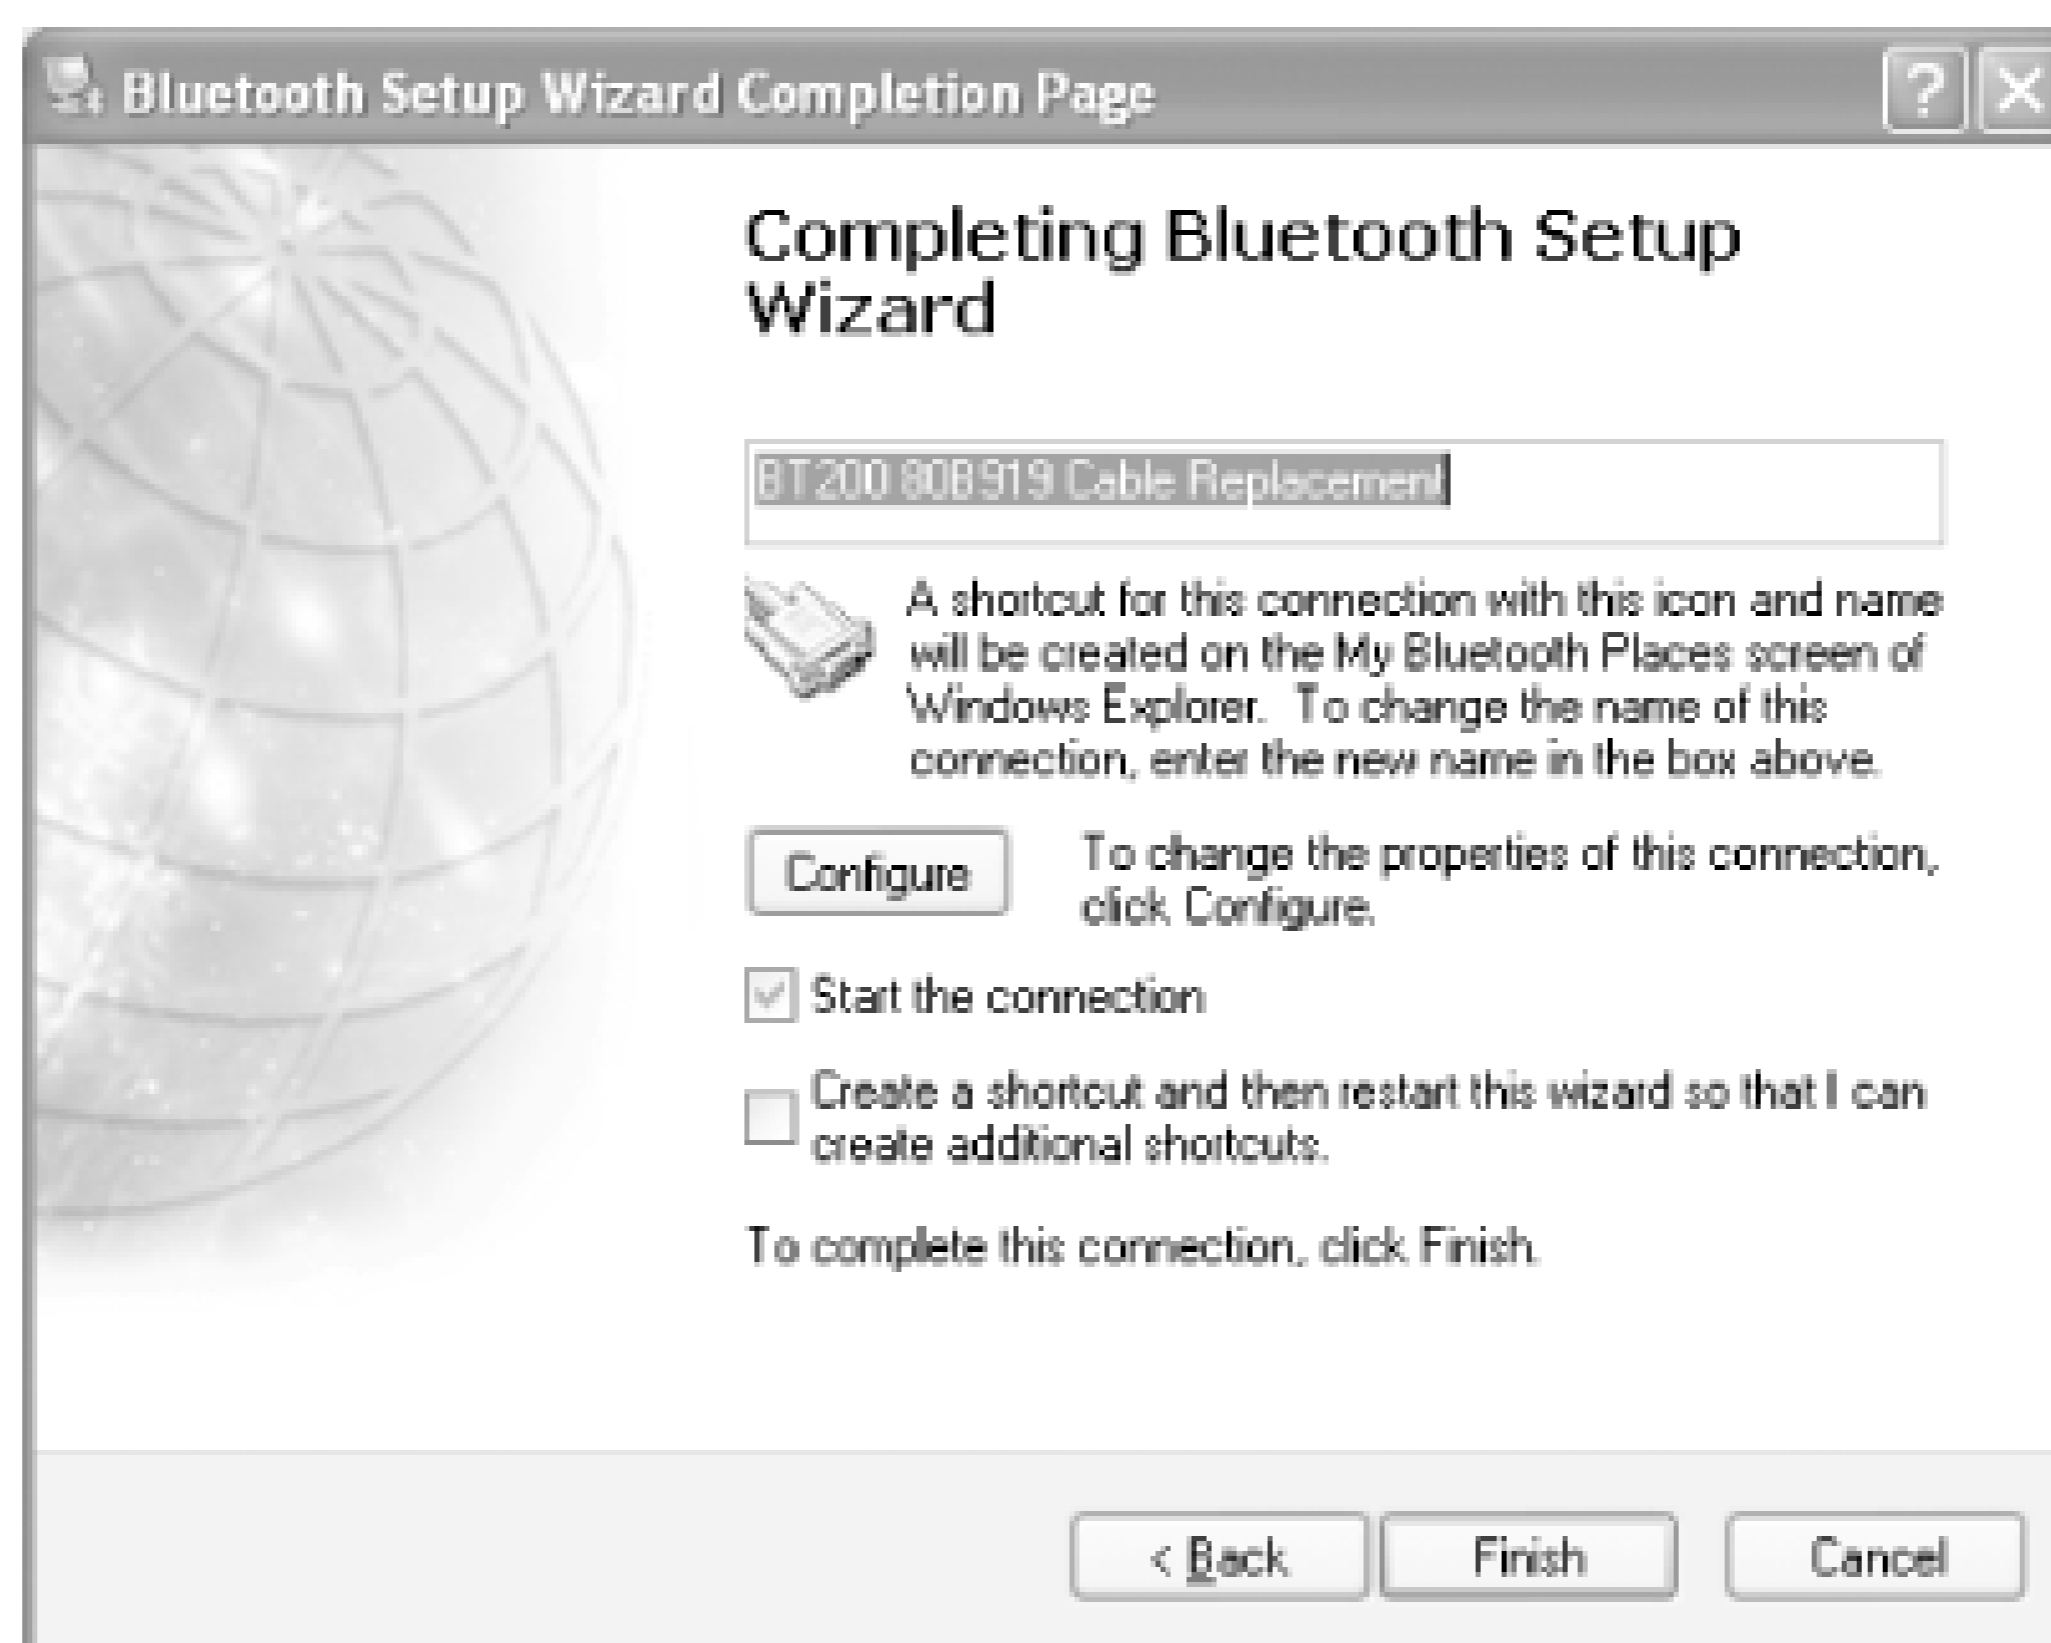 Bluetooth Setup Wizard Completion Page
Completing Bluetooth Setup
Wizard
BT200 80B919 Cable Replacement
A shortcut for this connection with this icon and name
will be created on the My Bluetooth Places screen of
Windows Explorer. To change the name of this
connection, enter the new name in the box above.
Configure
To change the properties of this connection,
click Configure.
Start the connection
Create a shortcut and then restart this wizard so that I can
create additional shortcuts.
To complete this connection, click Finish.
< Back
Finish
Cancel